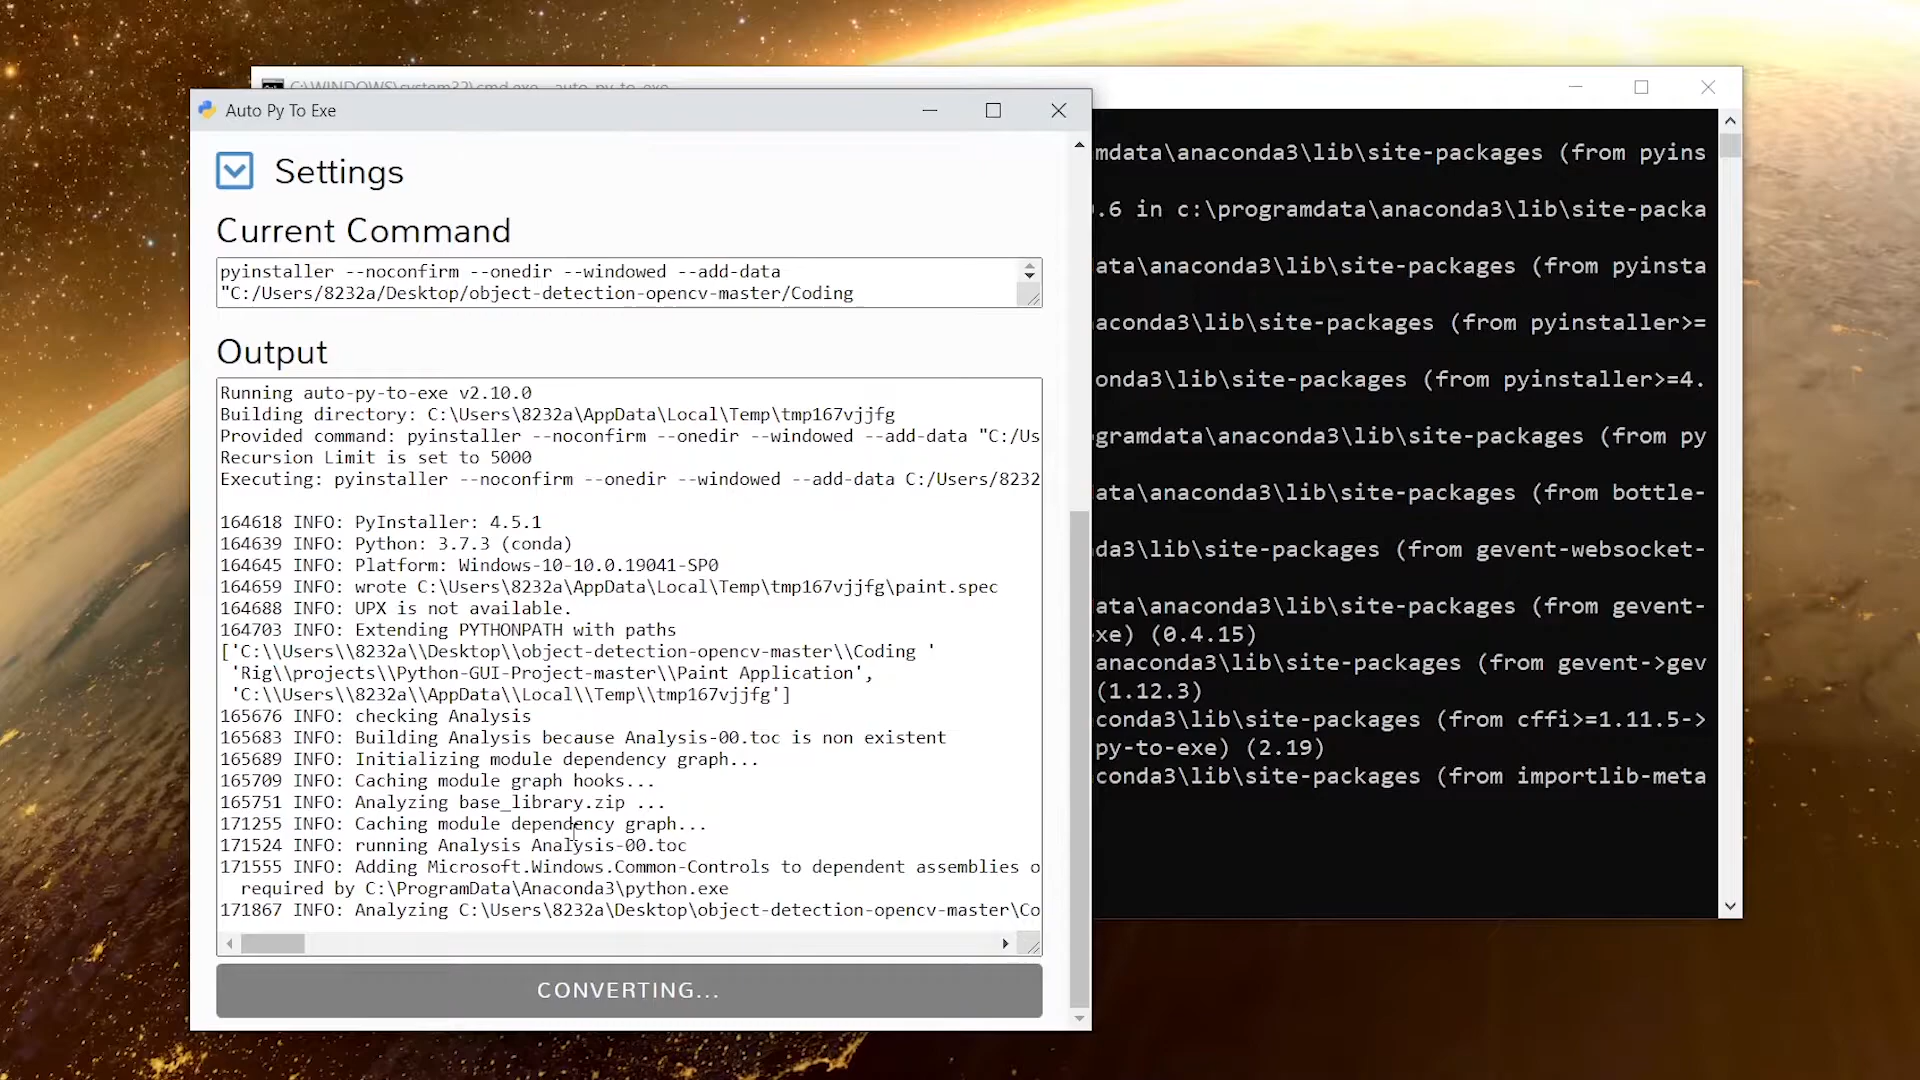 C:\WINDOWS\system32\cmd.exe - auto_py_to_exe
Auto Py To Exe
Settings
Current Command
pyinstaller --noconfirm --onedir --windowed --add-data
"C:/Users/8232a/Desktop/object-detection-opencv-master/Coding
Output
Running auto-py-to-exe v2.10.0
Building directory: C:\Users\8232a\AppData\Local\Temp\tmp167vjjfg
Provided command: pyinstaller --noconfirm --onedir --windowed --add-data "C:/Us
Recursion Limit is set to 5000
Executing: pyinstaller --noconfirm --onedir --windowed --add-data C:/Users/8232
164618 INFO: PyInstaller: 4.5.1
164639 INFO: Python: 3.7.3 (conda)
164645 INFO: Platform: Windows-10-10.0.19041-SP0
164659 INFO: wrote C:\Users\8232a\AppData\Local\Temp\tmp167vjjfg\paint.spec
164688 INFO: UPX is not available.
164703 INFO: Extending PYTHONPATH with paths
['C:\\Users\\8232a\\Desktop\\object-detection-opencv-master\\Coding '
'Rig\\projects\\Python-GUI-Project-master\\Paint Application',
'C:\\Users\\8232a\\AppData\\Local\\Temp\\tmp167vjjfg']
165676 INFO: checking Analysis
165683 INFO: Building Analysis because Analysis-00.toc is non existent
165689 INFO: Initializing module dependency graph...
165709 INFO: Caching module graph hooks...
165751 INFO: Analyzing base_library.zip ...
171255 INFO: Caching module dependency graph...
171524 INFO: running Analysis Analysis-00.toc
171555 INFO: Adding Microsoft.Windows.Common-Controls to dependent assemblies o
required by C:\ProgramData\Anaconda3\python.exe
171867 INFO: Analyzing C:\Users\8232a\Desktop\object-detection-opencv-master\Co
CONVERTING...
mdata\anaconda3\lib\site-packages (from pyins
.6 in c:\programdata\anaconda3\lib\site-packa
ata\anaconda3\lib\site-packages (from pyinsta
aconda3\lib\site-packages (from pyinstaller>=
onda3\lib\site-packages (from pyinstaller>=4.
gramdata\anaconda3\lib\site-packages (from py
ata\anaconda3\lib\site-packages (from bottle-
da3\lib\site-packages (from gevent-websocket-
ata\anaconda3\lib\site-packages (from gevent-
xe) (0.4.15)
anaconda3\lib\site-packages (from gevent->gev
(1.12.3)
conda3\lib\site-packages (from cffi>=1.11.5->
py-to-exe) (2.19)
conda3\lib\site-packages (from importlib-meta